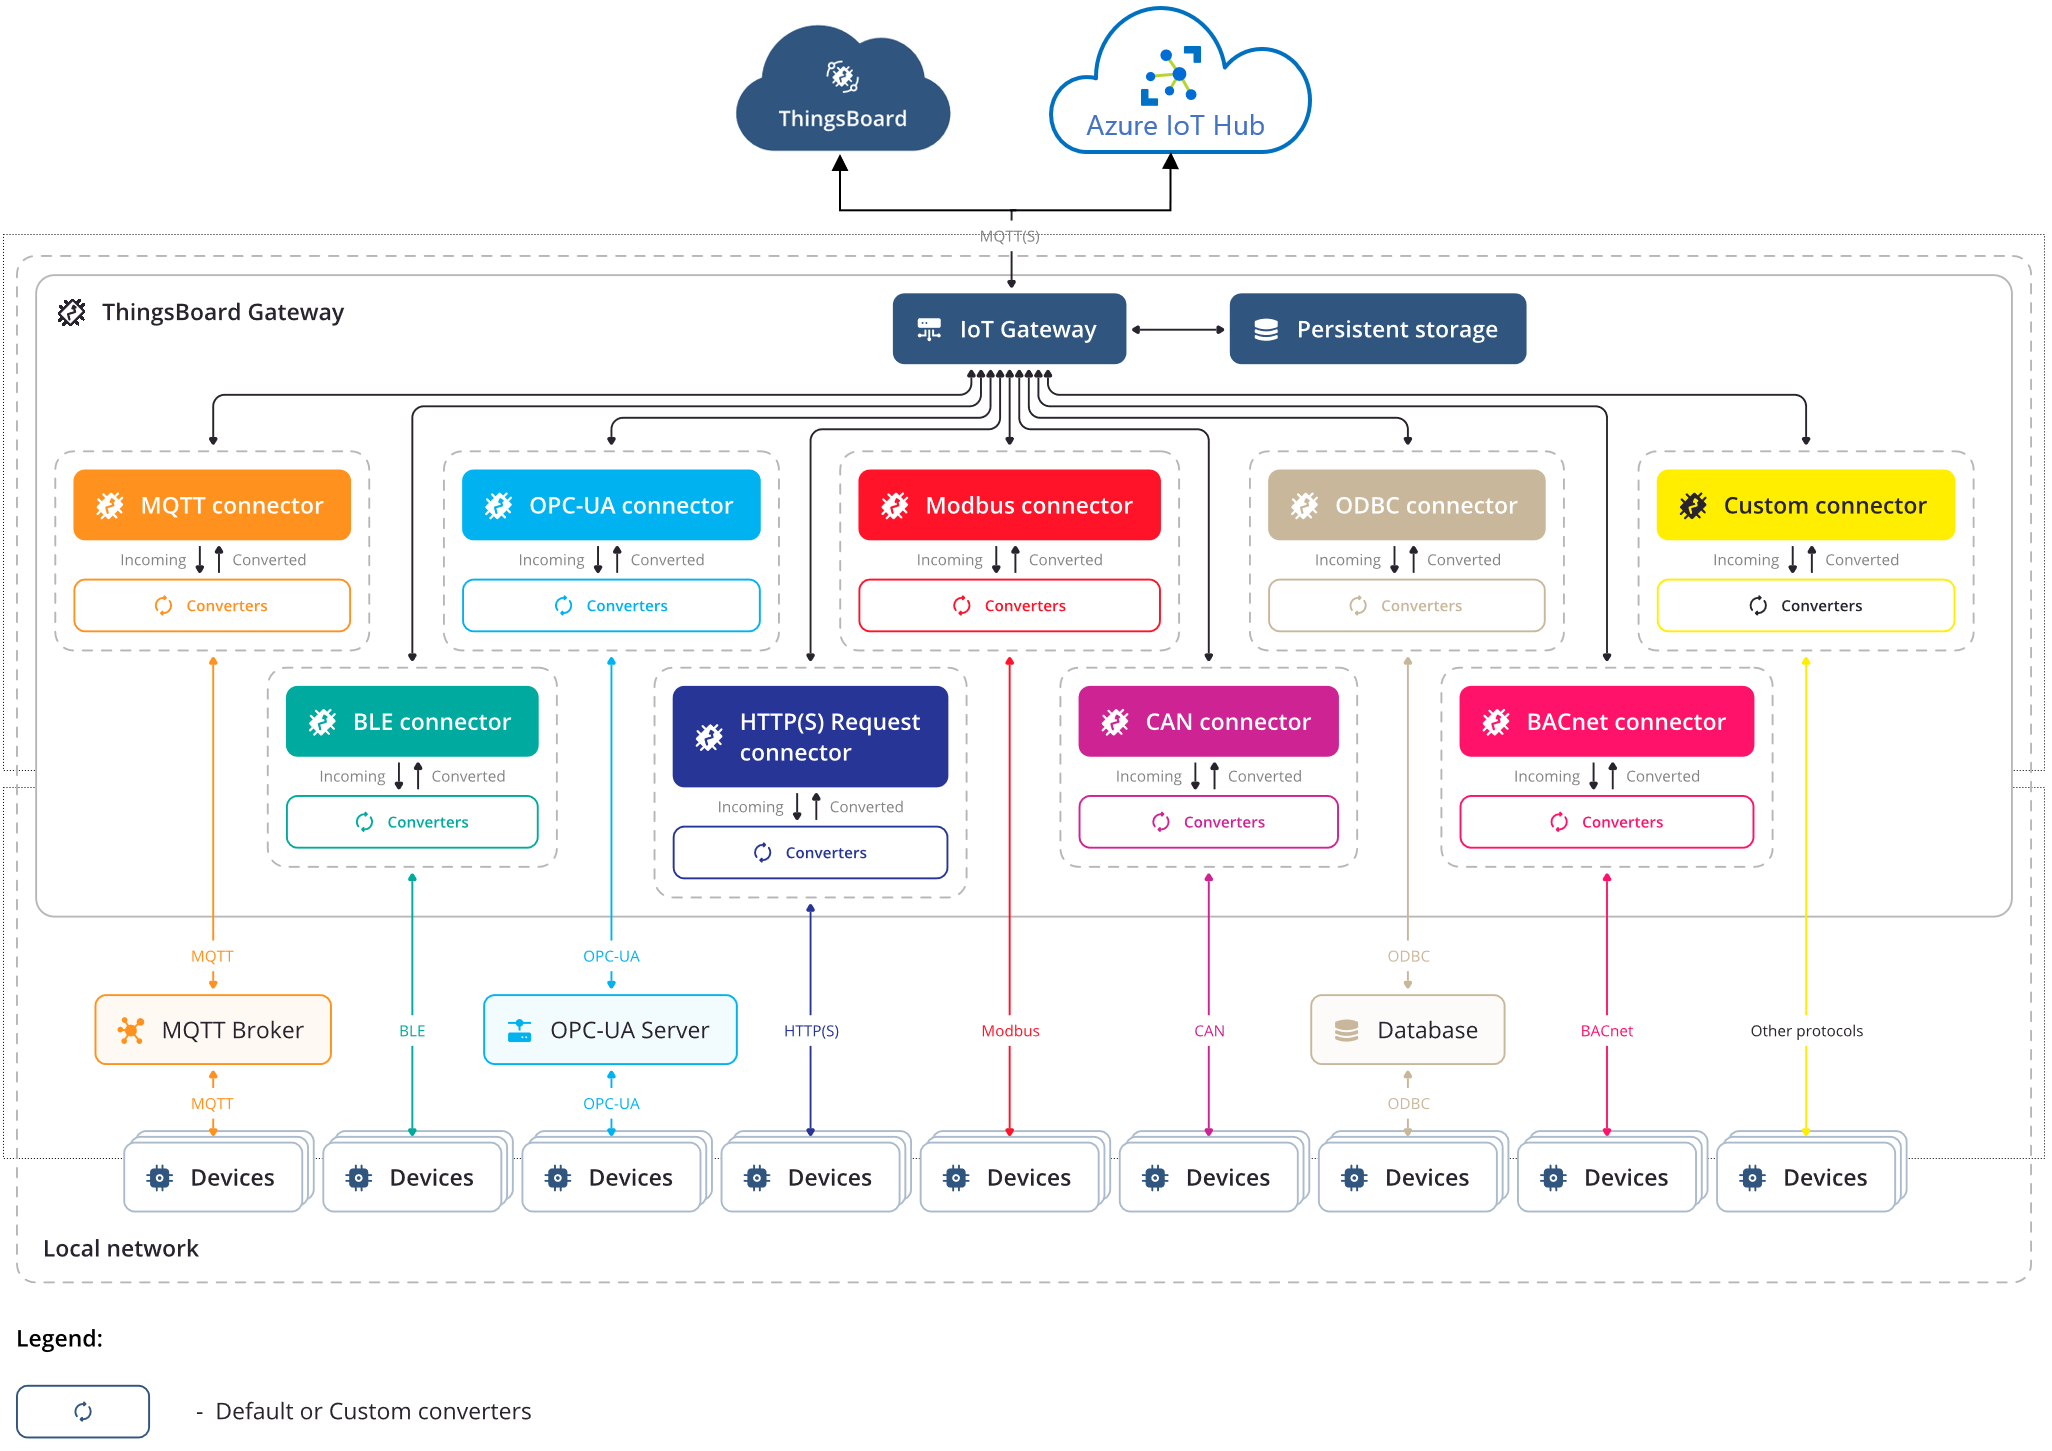 ThingsBoard
Azure IoT Hub
MQTT(S)
ThingsBoard Gateway
IoT Gateway
Persistent storage
MQTT connector
OPC-UA connector
Modbus connector
ODBC connector
Custom connector
Incoming Converted
Incoming Converted
Incoming Converted
Incoming Converted
Incoming Converted
Converters
Converters
Converters
Converters
Converters
BLE connector
HTTP(S) Request
connector
CAN connector
BACnet connector
Incoming Converted
Incoming Converted
Incoming Converted
Incoming Converted
Converters
Converters
Converters
Converters
MQTT
OPC-UA
ODBC
MQTT Broker
BLE
OPC-UA Server
HTTP(S)
Modbus
CAN
Database
BACnet
Other protocols
MQTT
OPC-UA
ODBC
Devices
Devices
Devices
Devices
Devices
Devices
Devices
Devices
Devices
Local network
Legend:
- Default or Custom converters